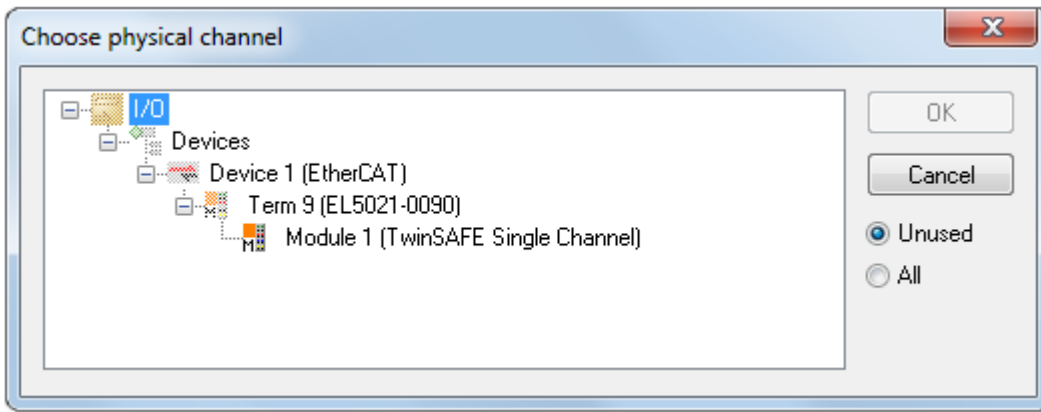 Choose physical channel
I/O
Devices
Device 1 (EtherCAT)
Term 9 (EL5021-0090)
Module 1 (TwinSAFE Single Channel)
OK
Cancel
Unused
All